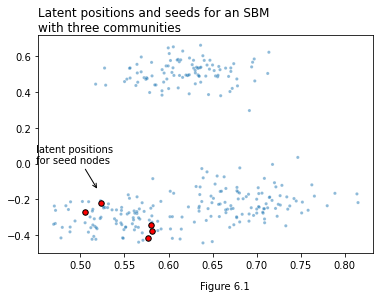 Latent positions and seeds for an SBM
with three communities
0.6
0.4
0.2
0.0
−0.2
−0.4
latent positions
for seed nodes
0.50 0.55 0.60 0.65 0.70 0.75 0.80
Figure 6.1